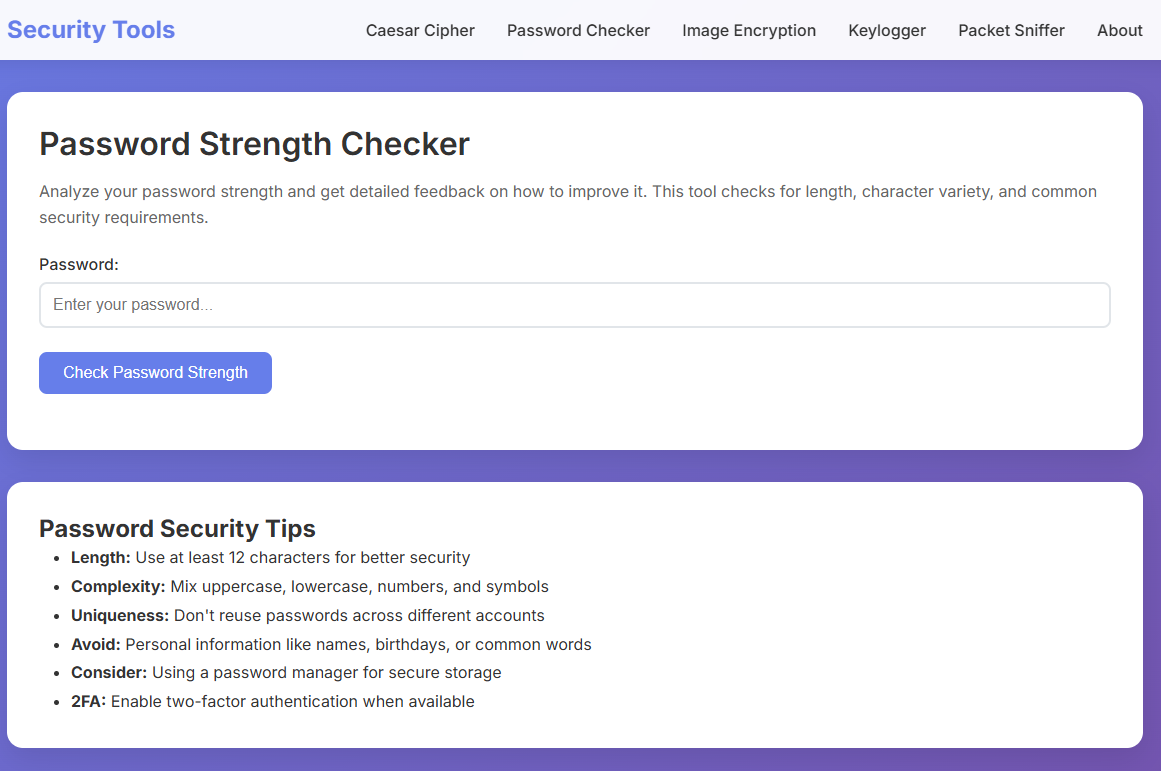 Security Tools
Caesar Cipher Password Checker Image Encryption Keylogger Packet Sniffer About
Password Strength Checker
Analyze your password strength and get detailed feedback on how to improve it. This tool checks for length, character variety, and common
security requirements.
Password:
Enter your password...
Check Password Strength
Password Security Tips
• Length: Use at least 12 characters for better security
• Complexity: Mix uppercase, lowercase, numbers, and symbols
• Uniqueness: Don't reuse passwords across different accounts
• Avoid: Personal information like names, birthdays, or common words
• Consider: Using a password manager for secure storage
• 2FA: Enable two-factor authentication when available